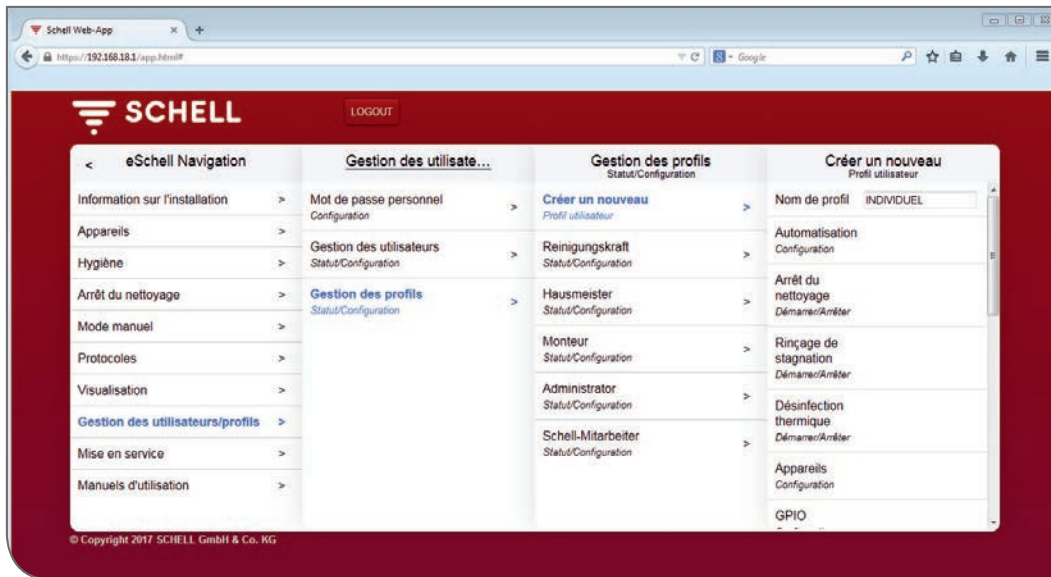 Schell Web-App
https://192.168.18.1/app.html#
Google
SCHELL
LOGOUT
< eSchell Navigation
Information sur l'installation >
Appareils >
Hygiène >
Arrêt du nettoyage >
Mode manuel >
Protocoles >
Visualisation >
Gestion des utilisateurs/profils >
Mise en service >
Manuels d'utilisation >
Gestion des utilisate...
Mot de passe personnel >
Configuration
Gestion des utilisateurs >
Statut/Configuration
Gestion des profils >
Statut/Configuration
Gestion des profils
Statut/Configuration
Créer un nouveau >
Profil utilisateur
Reinigungskraft >
Statut/Configuration
Hausmeister >
Statut/Configuration
Monteur >
Statut/Configuration
Administrator >
Statut/Configuration
Schell-Mitarbeiter >
Statut/Configuration
Créer un nouveau
Profil utilisateur
Nom de profil INDIVIDUEL
Automatisation
Configuration
Arrêt du
nettoyage
Démarrer/Arrêter
Rinçage de
stagnation
Démarrer/Arrêter
Désinfection
thermique
Démarrer/Arrêter
Appareils
Configuration
GPIO
© Copyright 2017 SCHELL GmbH & Co. KG